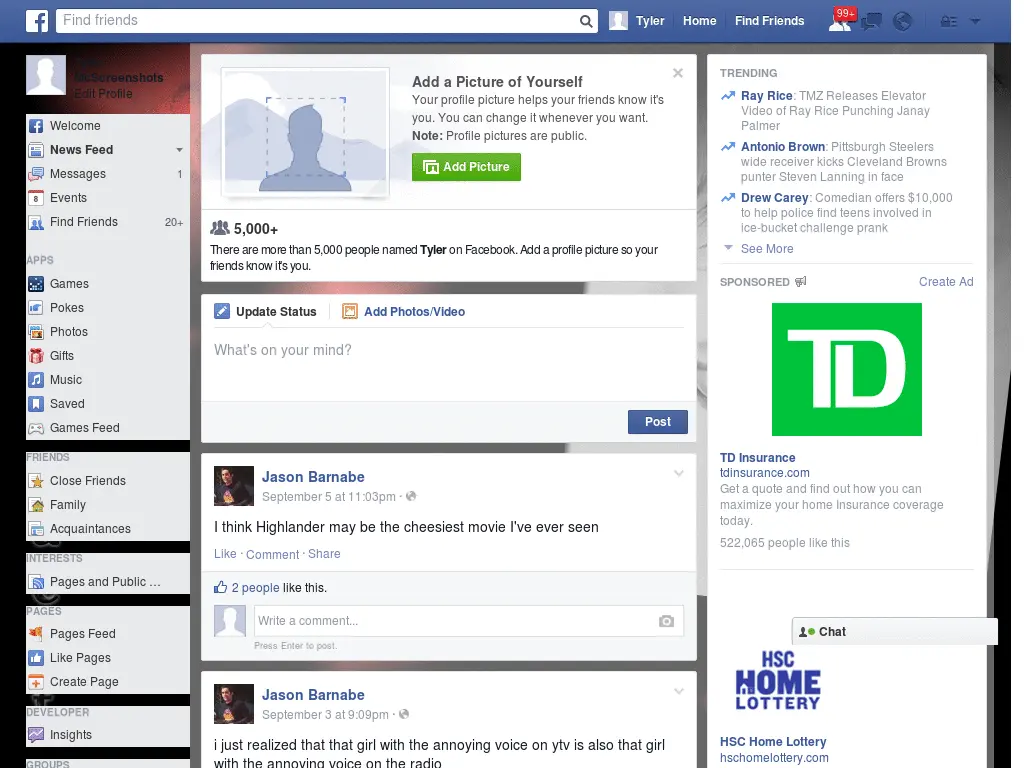 Find friends
Tyler
Home
Find Friends
99+
McScreenshots
Edit Profile
Welcome
News Feed
Messages
1
8
Events
Find Friends
20+
APPS
Games
Pokes
Photos
Gifts
Music
Saved
Games Feed
FRIENDS
Close Friends
Family
Acquaintances
INTERESTS
Pages and Public ...
PAGES
Pages Feed
Like Pages
Create Page
DEVELOPER
Insights
GROUPS
Add a Picture of Yourself
Your profile picture helps your friends know it's
you. You can change it whenever you want.
Note: Profile pictures are public.
Add Picture
5,000+
There are more than 5,000 people named Tyler on Facebook. Add a profile picture so your
friends know it's you.
Update Status
Add Photos/Video
What's on your mind?
Post
Jason Barnabe
September 5 at 11:03pm ·
I think Highlander may be the cheesiest movie I've ever seen
Like · Comment · Share
2 people like this.
Write a comment...
Press Enter to post.
Jason Barnabe
September 3 at 9:09pm ·
i just realized that that girl with the annoying voice on ytv is also that girl
with the annoying voice on the radio
TRENDING
Ray Rice: TMZ Releases Elevator
Video of Ray Rice Punching Janay
Palmer
Antonio Brown: Pittsburgh Steelers
wide receiver kicks Cleveland Browns
punter Steven Lanning in face
Drew Carey: Comedian offers $10,000
to help police find teens involved in
ice-bucket challenge prank
See More
SPONSORED
Create Ad
TD
TD Insurance
tdinsurance.com
Get a quote and find out how you can
maximize your home Insurance coverage
today.
522,065 people like this
Chat
HSC
HOME
LOTTERY
HSC Home Lottery
hschomelottery.com